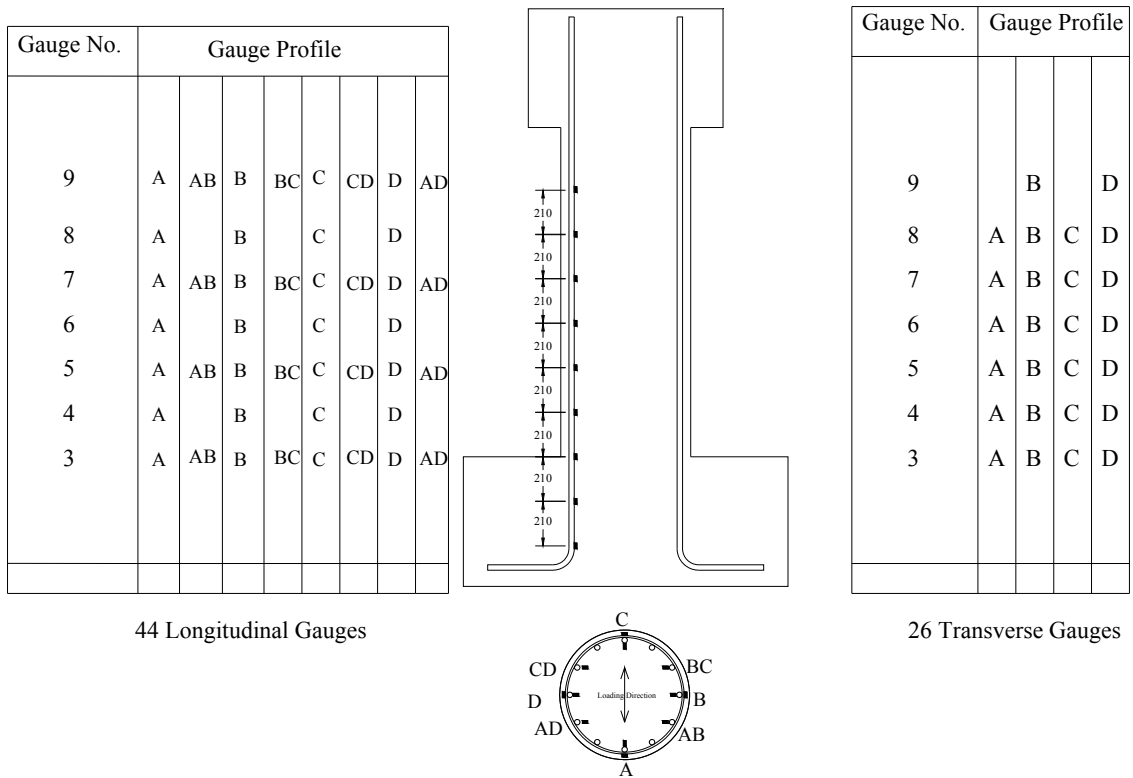 Gauge No. Gauge Profile
9 A AB B BC C CD D AD
8 A B C D
7 A AB B BC C CD D AD
6 A B C D
5 A AB B BC C CD D AD
4 A B C D
3 A AB B BC C CD D AD
44 Longitudinal Gauges
210
210
210
210
210
210
210
210
C
CD BC
D Loading Direction B
AD AB
A
Gauge No. Gauge Profile
9 B D
8 A B C D
7 A B C D
6 A B C D
5 A B C D
4 A B C D
3 A B C D
26 Transverse Gauges